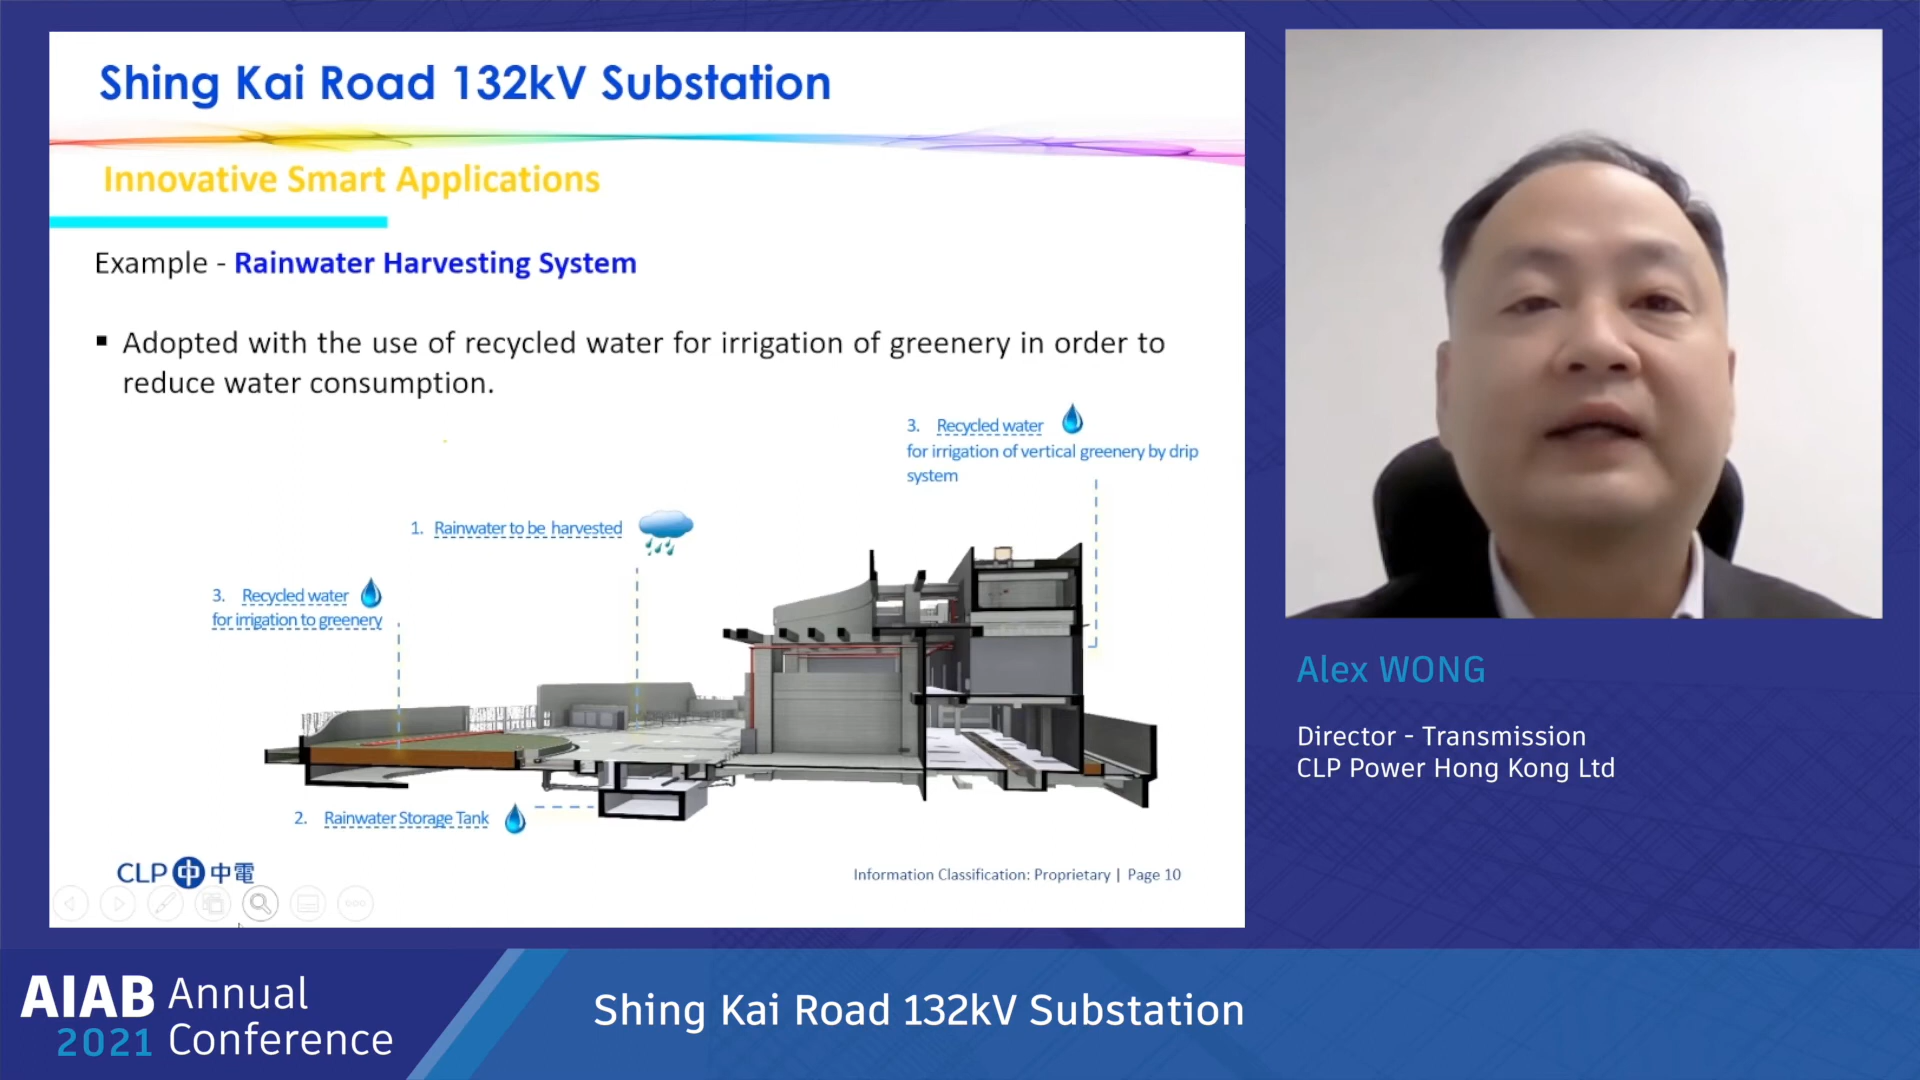 Shing Kai Road 132kV Substation
Innovative Smart Applications
Example - Rainwater Harvesting System
▪ Adopted with the use of recycled water for irrigation of greenery in order to
reduce water consumption.
3. Recycled water
for irrigation of vertical greenery by drip
system
1. Rainwater to be harvested
3. Recycled water
for irrigation to greenery
2. Rainwater Storage Tank
CLP 中 中電
Information Classification: Proprietary | Page 10
Alex WONG
Director - Transmission
CLP Power Hong Kong Ltd
AIAB Annual
2021 Conference
Shing Kai Road 132kV Substation